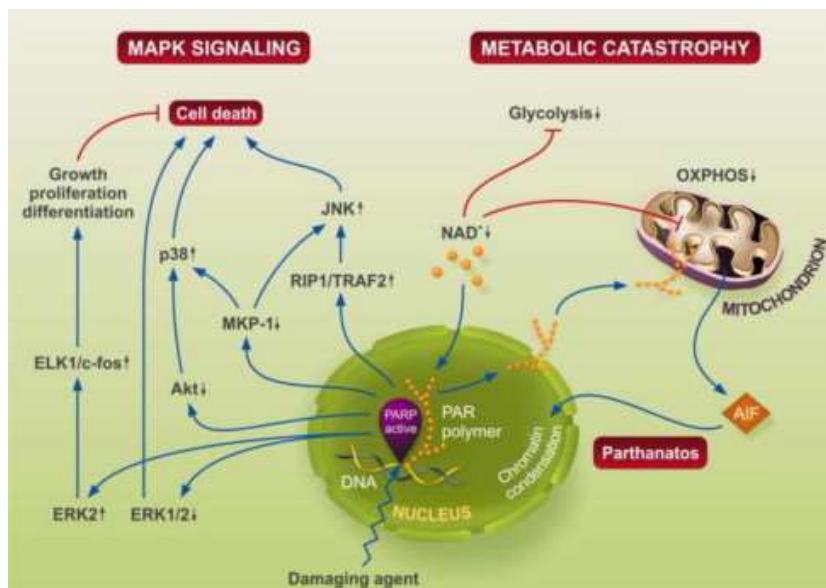 MAPK SIGNALING
METABOLIC CATASTROPHY
Cell death
Glycolysis↓
Growth
proliferation
differentiation
OXPHOS↓
JNK↑
NAD⁺↓
p38↑
RIP1/TRAF2↑
MITOCHONDRION
MKP-1↓
ELK1/c-fos↑
Akt↓
PARP
active
PAR
polymer
AIF
Chromatin
condensation
Parthanatos
DNA
NUCLEUS
ERK2↑
ERK1/2↓
Damaging agent